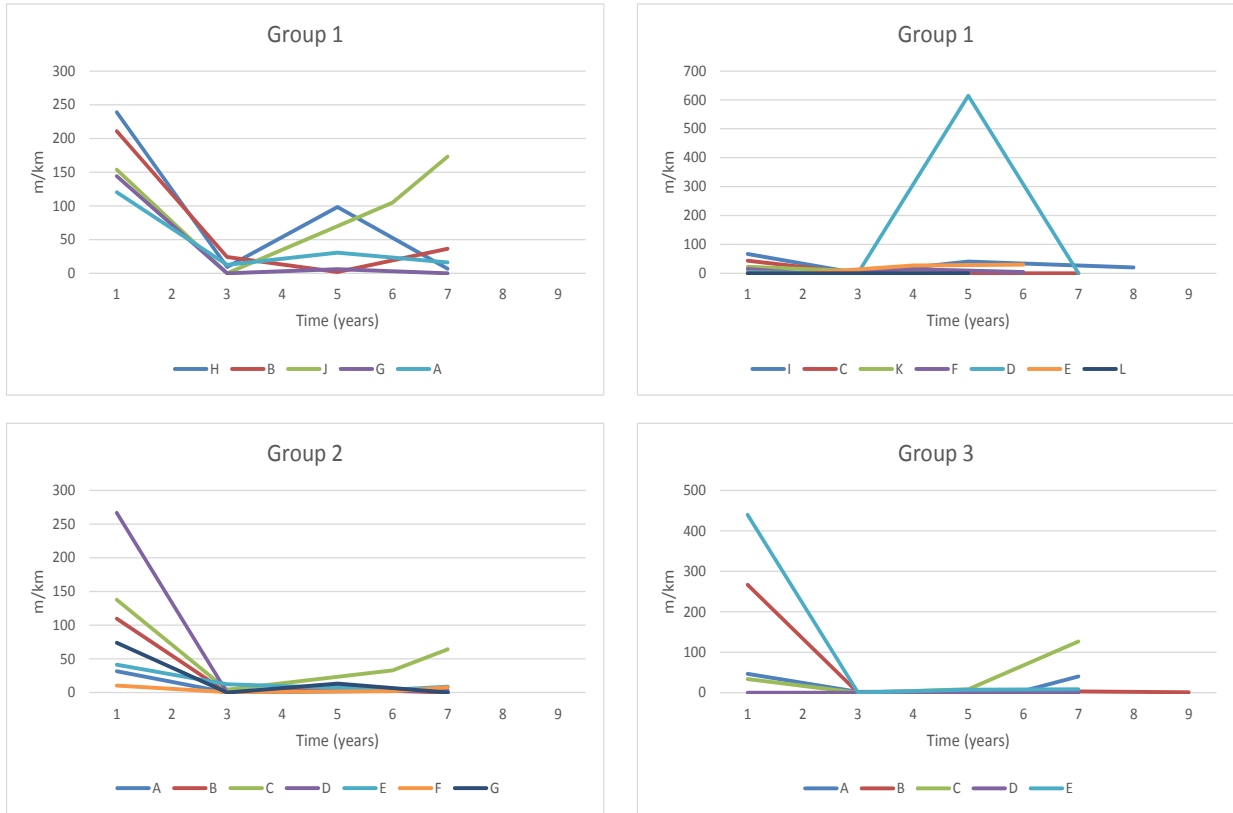 Group 1
300
250
200
150
100
50
0
m/km
1 2 3 4 5 6 7 8 9
Time (years)
H B J G A
Group 1
700
600
500
400
300
200
100
0
m/km
1 2 3 4 5 6 7 8 9
Time (years)
I C K F D E L
Group 2
300
250
200
150
100
50
0
m/km
1 2 3 4 5 6 7 8 9
Time (years)
A B C D E F G
Group 3
500
400
300
200
100
0
m/km
1 2 3 4 5 6 7 8 9
Time (years)
A B C D E